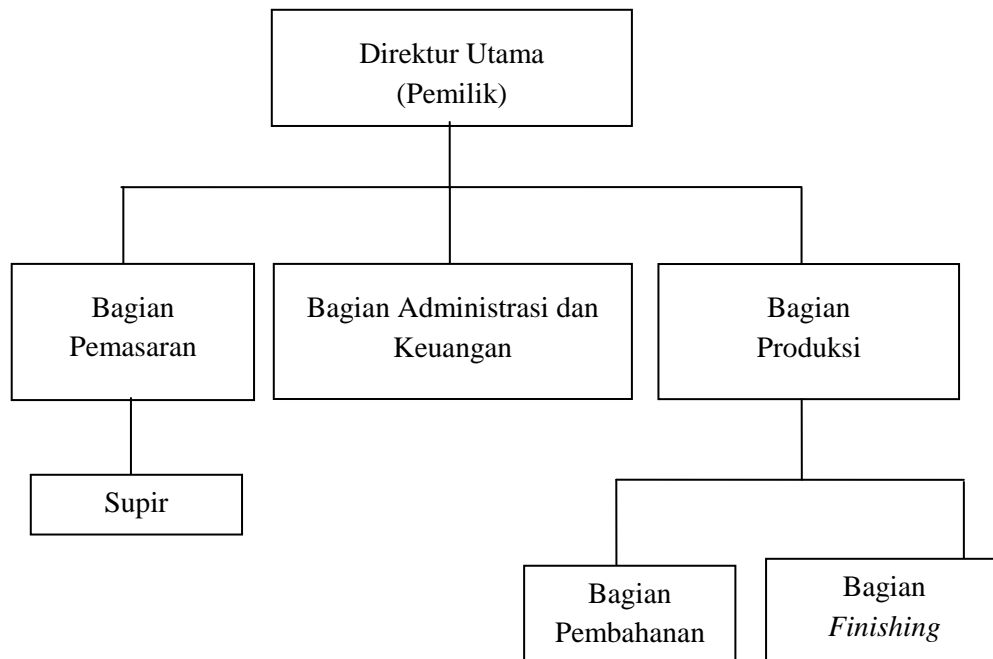 Direktur Utama
(Pemilik)
Bagian
Pemasaran
Bagian Administrasi dan
Keuangan
Bagian
Produksi
Supir
Bagian
Pembahanan
Bagian
Finishing